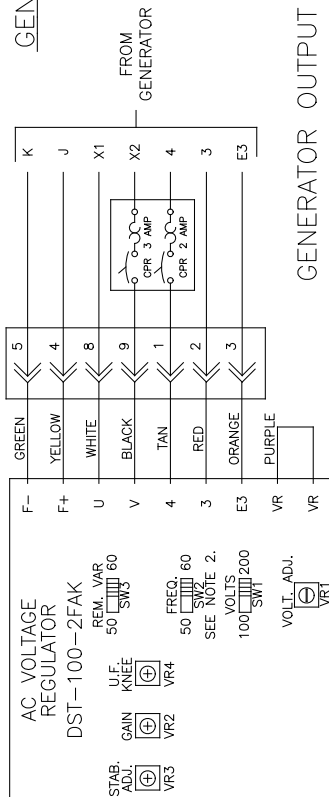 GEN
FROM
GENERATOR
GENERATOR OUTPUT
K
J
X1
X2
4
3
E3
CPR 3 AMP
CPR 2 AMP
5
4
8
9
1
2
3
GREEN
YELLOW
WHITE
BLACK
TAN
RED
ORANGE
PURPLE
F-
F+
U
V
4
3
E3
VR
VR
AC VOLTAGE
REGULATOR
DST-100-2FAK
REM. VAR
50 60
SW3
FREQ.
50 60
SW2
SEE NOTE 2.
VOLTS
100 200
SW1
VOLT. ADJ.
VR1
U.F.
KNEE
VR4
GAIN
VR2
STAB.
ADJ.
VR3